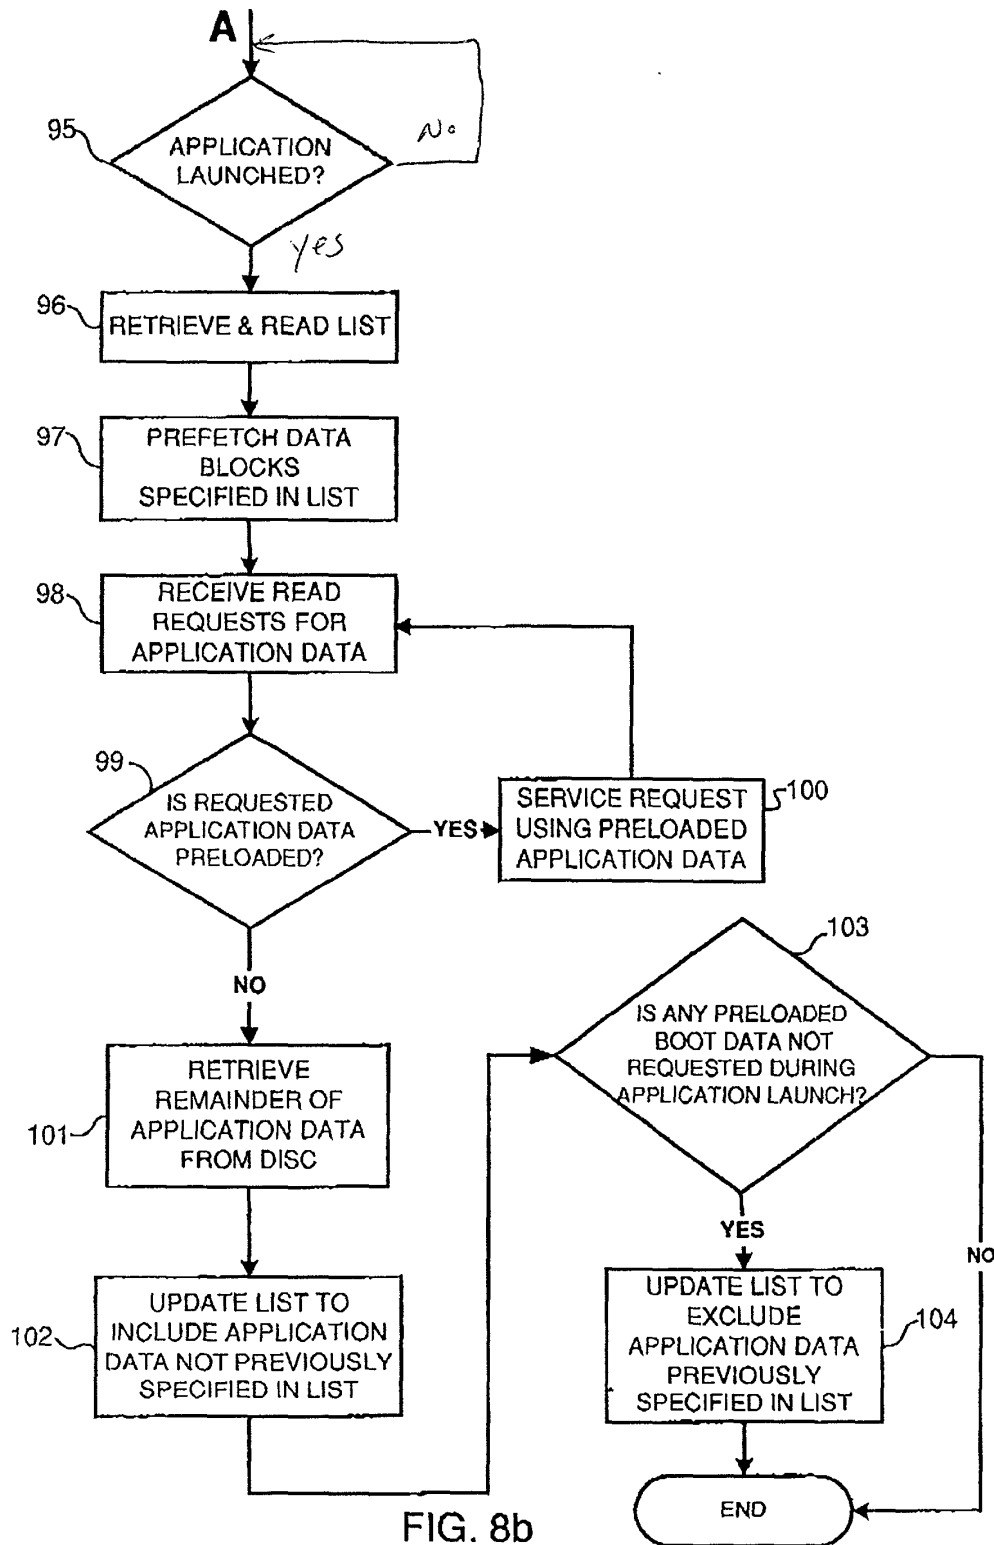 A
95
APPLICATION
LAUNCHED?
No
yes
96
RETRIEVE & READ LIST
97
PREFETCH DATA
BLOCKS
SPECIFIED IN LIST
98
RECEIVE READ
REQUESTS FOR
APPLICATION DATA
99
IS REQUESTED
APPLICATION DATA
PRELOADED?
YES
SERVICE REQUEST
USING PRELOADED
APPLICATION DATA
100
NO
101
RETRIEVE
REMAINDER OF
APPLICATION DATA
FROM DISC
102
UPDATE LIST TO
INCLUDE APPLICATION
DATA NOT PREVIOUSLY
SPECIFIED IN LIST
103
IS ANY PRELOADED
BOOT DATA NOT
REQUESTED DURING
APPLICATION LAUNCH?
YES
NO
UPDATE LIST TO
EXCLUDE
APPLICATION DATA
PREVIOUSLY
SPECIFIED IN LIST
104
END
FIG. 8b